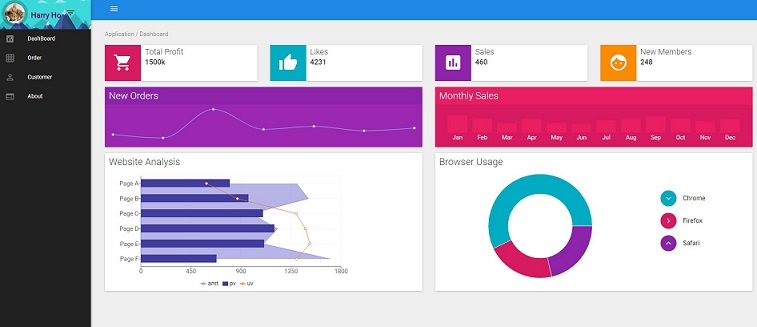 Harry Ho
DashBoard
Order
Customer
About
Application / Dashboard
Total Profit
1500k
Likes
4231
Sales
460
New Members
248
New Orders
Monthly Sales
Jan Feb Mar Apr May Jun Jul Aug Sep Oct Nov Dec
Website Analysis
Page A
Page B
Page C
Page D
Page E
Page F
0 450 900 1350 1800
amt pv uv
Browser Usage
Chrome
Firefox
Safari